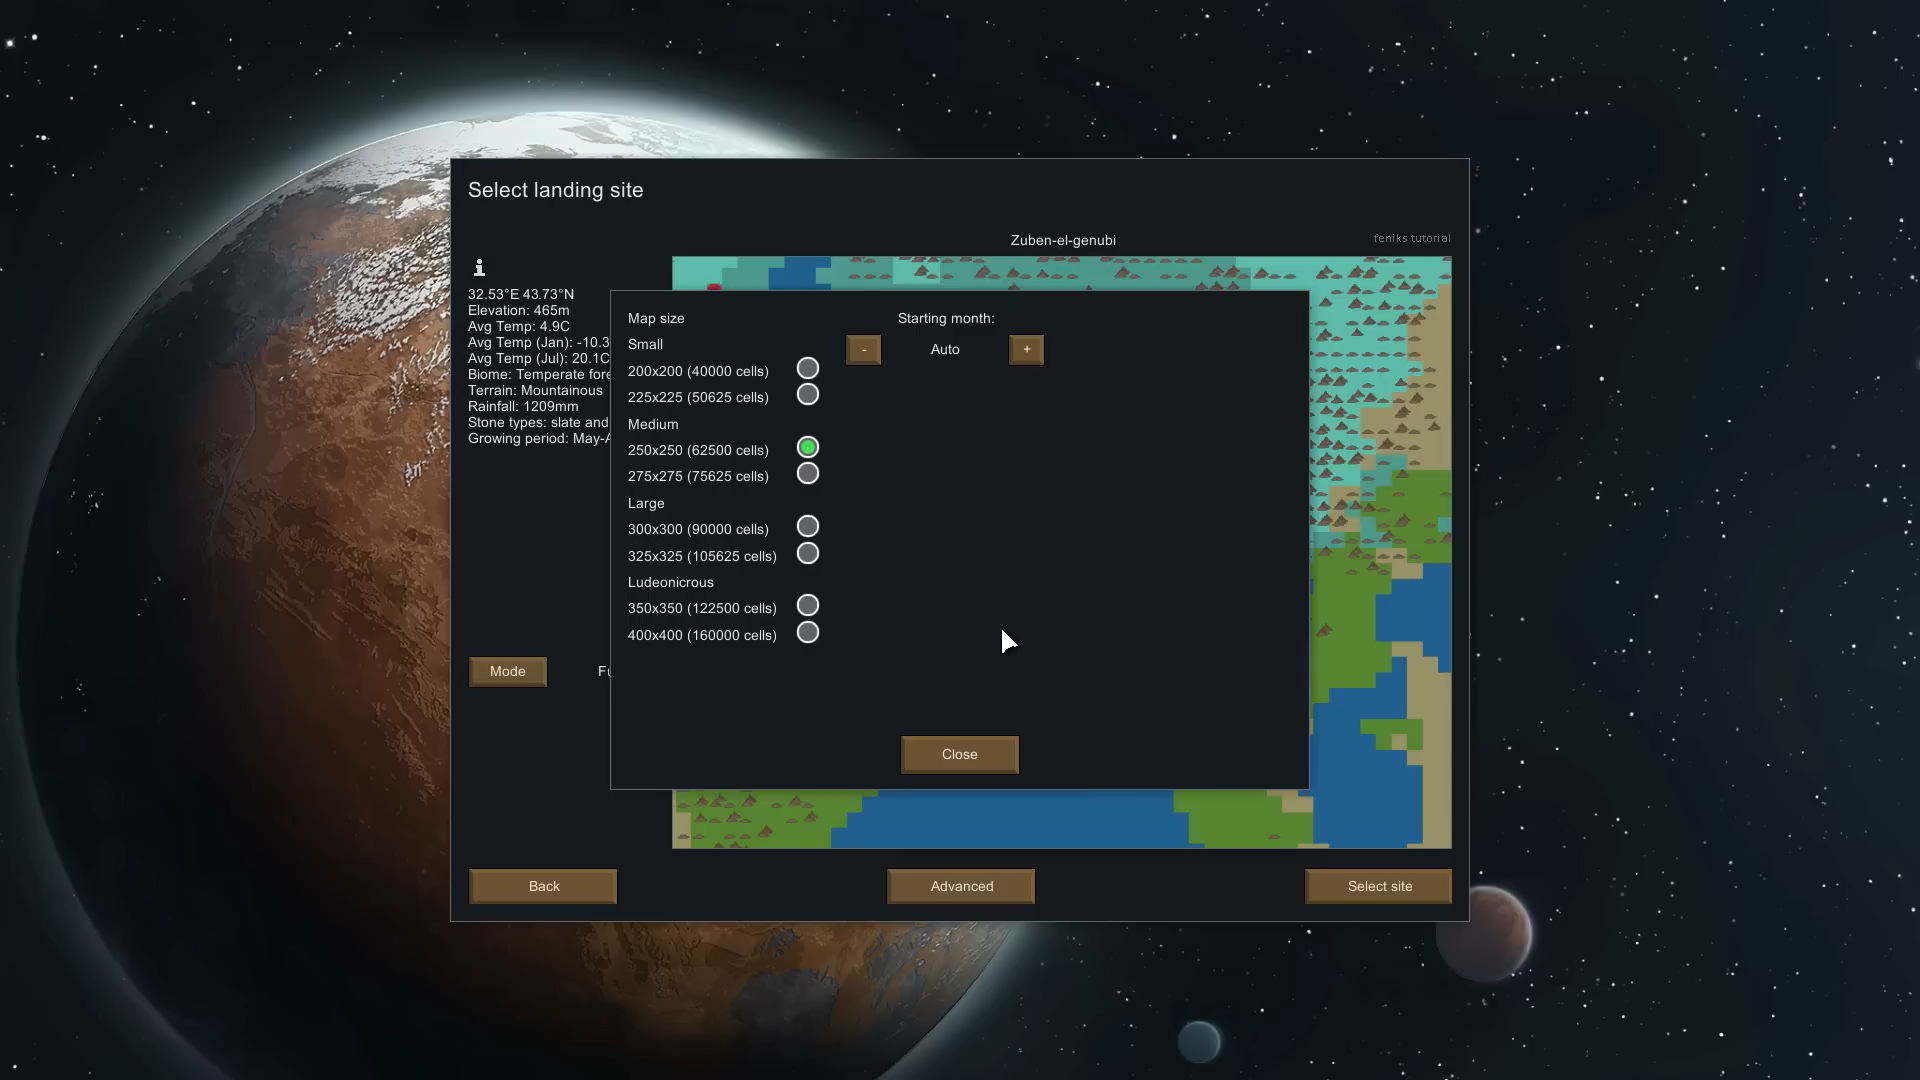 Select landing site
Zuben-el-genubi
feniks tutorial
32.53°E 43.73°N
Elevation: 465m
Avg Temp: 4.9C
Avg Temp (Jan): -10.3
Avg Temp (Jul): 20.1C
Biome: Temperate fore
Terrain: Mountainous
Rainfall: 1209mm
Stone types: slate and
Growing period: May-A
Mode
Fu
Map size
Small
200x200 (40000 cells)
225x225 (50625 cells)
Medium
250x250 (62500 cells)
275x275 (75625 cells)
Large
300x300 (90000 cells)
325x325 (105625 cells)
Ludeonicrous
350x350 (122500 cells)
400x400 (160000 cells)
Starting month:
- Auto +
Close
Back
Advanced
Select site